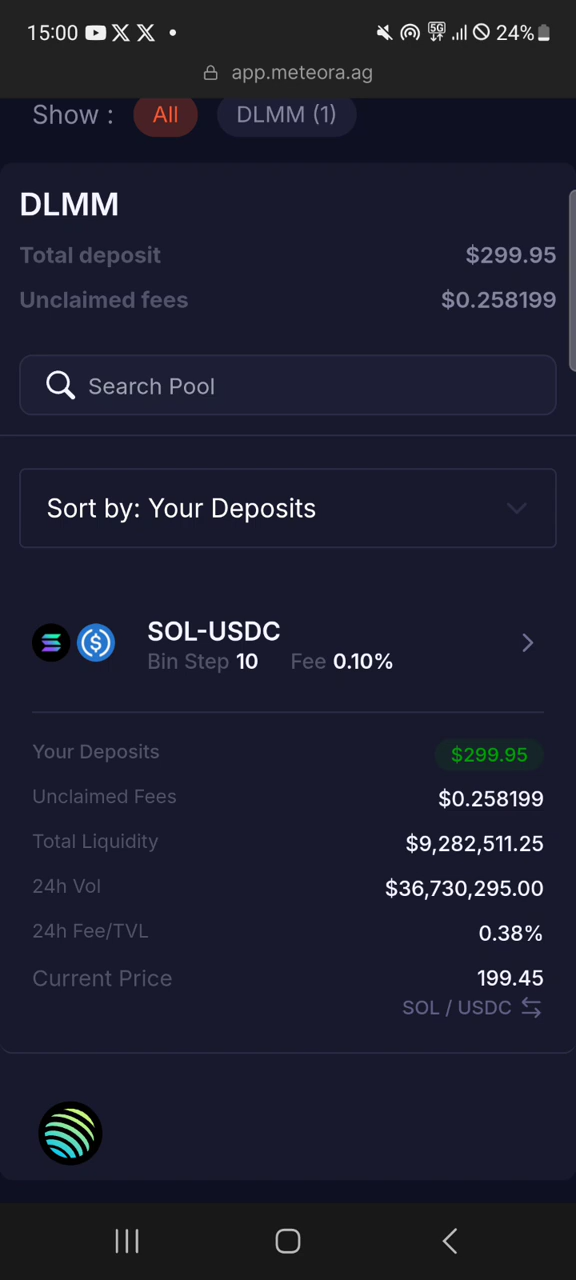 15:00 X X 5G 24%
app.meteora.ag
Show : All DLMM (1)
DLMM
Total deposit $299.95
Unclaimed fees $0.258199
Search Pool
Sort by: Your Deposits
SOL-USDC
Bin Step 10 Fee 0.10%
Your Deposits $299.95
Unclaimed Fees $0.258199
Total Liquidity $9,282,511.25
24h Vol $36,730,295.00
24h Fee/TVL 0.38%
Current Price 199.45
SOL / USDC